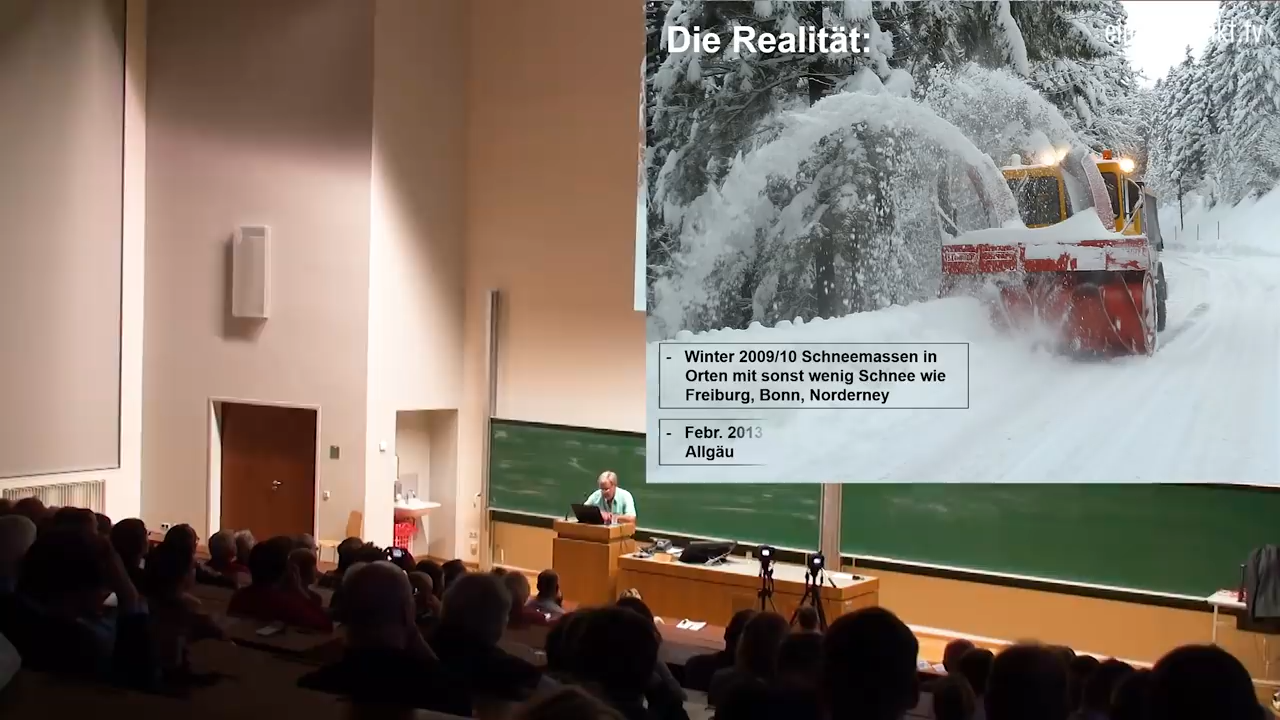 Die Realität:
- Winter 2009/10 Schneemassen in
Orten mit sonst wenig Schnee wie
Freiburg, Bonn, Norderney
- Febr. 2013
Allgäu